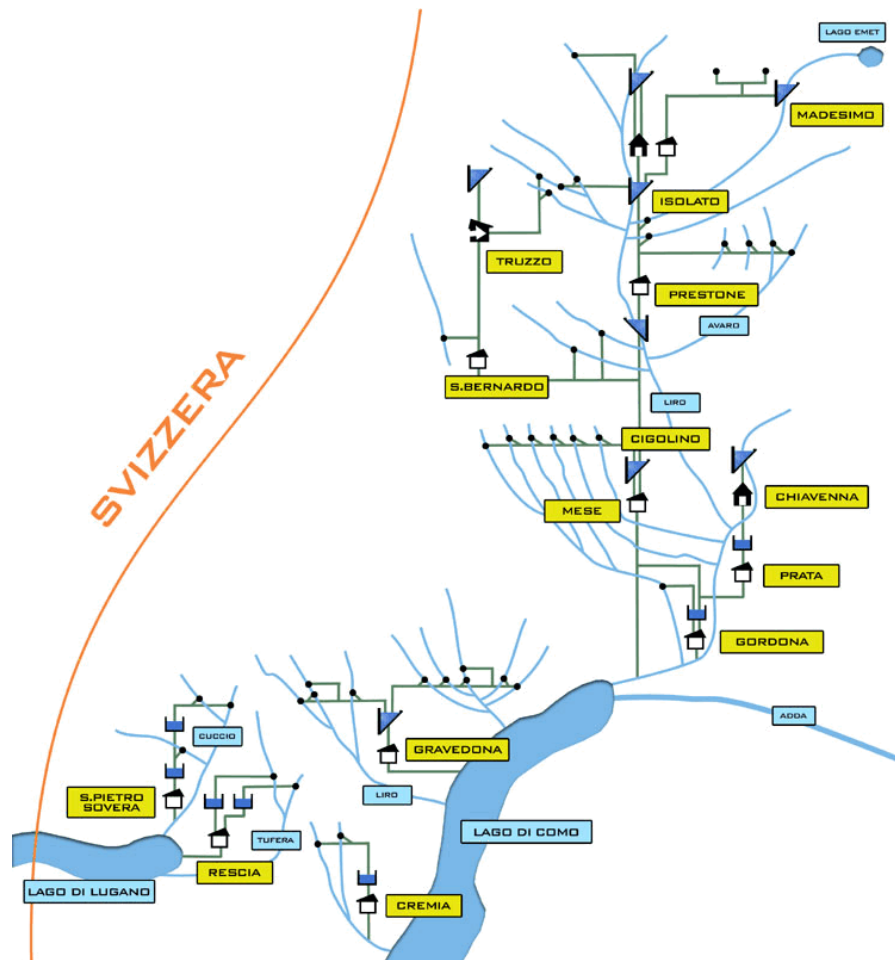 LAGO EMET
MADESIMO
ISOLATO
TRUZZO
PRESTONE
AVARO
S.BERNARDO
LIRO
SVIZZERA
CIGOLINO
CHIAVENNA
MESE
PRATA
GORDONA
ADDA
CUCCIO
GRAVEDONA
S.PIETRO
SOVERA
LIRO
TUFERA
LAGO DI COMO
RESCIA
LAGO DI LUGANO
CREMIA